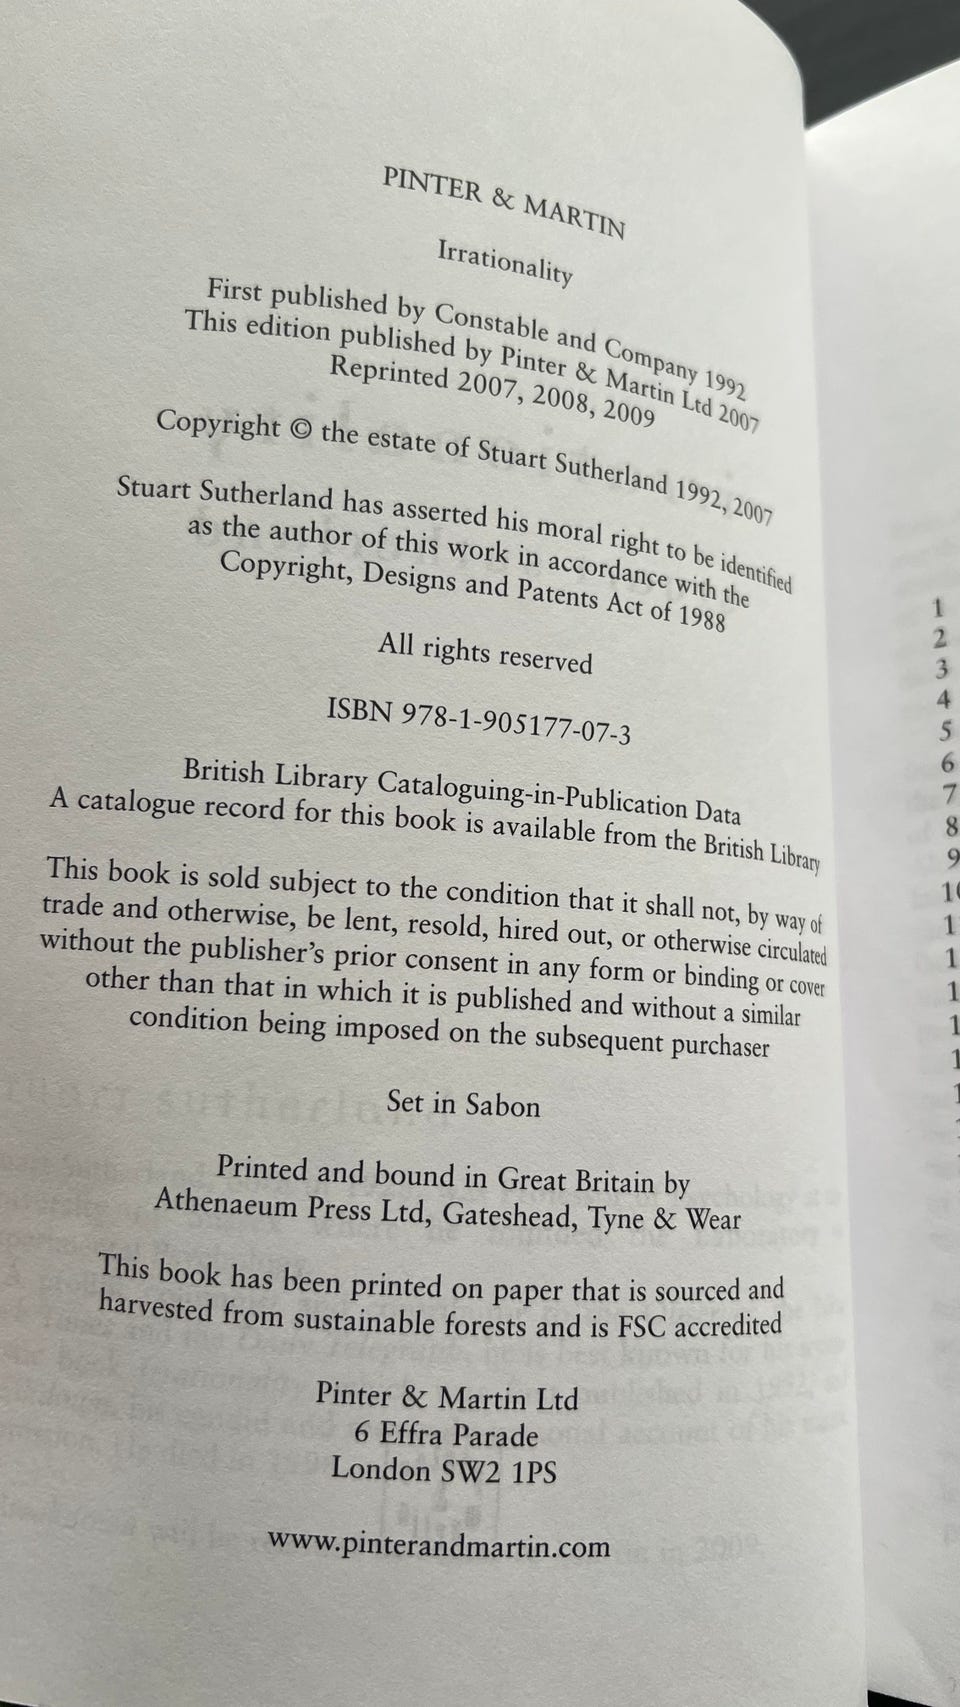 PINTER & MARTIN
Irrationality
First published by Constable and Company 1992
This edition published by Pinter & Martin Ltd 2007
Reprinted 2007, 2008, 2009
Copyright © the estate of Stuart Sutherland 1992, 2007
Stuart Sutherland has asserted his moral right to be identified
as the author of this work in accordance with the
Copyright, Designs and Patents Act of 1988
All rights reserved
ISBN 978-1-905177-07-3
British Library Cataloguing-in-Publication Data
A catalogue record for this book is available from the British Library
This book is sold subject to the condition that it shall not, by way of
trade and otherwise, be lent, resold, hired out, or otherwise circulated
without the publisher's prior consent in any form or binding or cover
other than that in which it is published and without a similar
condition being imposed on the subsequent purchaser
Set in Sabon
Printed and bound in Great Britain by
Athenaeum Press Ltd, Gateshead, Tyne & Wear
This book has been printed on paper that is sourced and
harvested from sustainable forests and is FSC accredited
Pinter & Martin Ltd
6 Effra Parade
London SW2 1PS
www.pinterandmartin.com
1
2
3
4
5
6
7
8
9